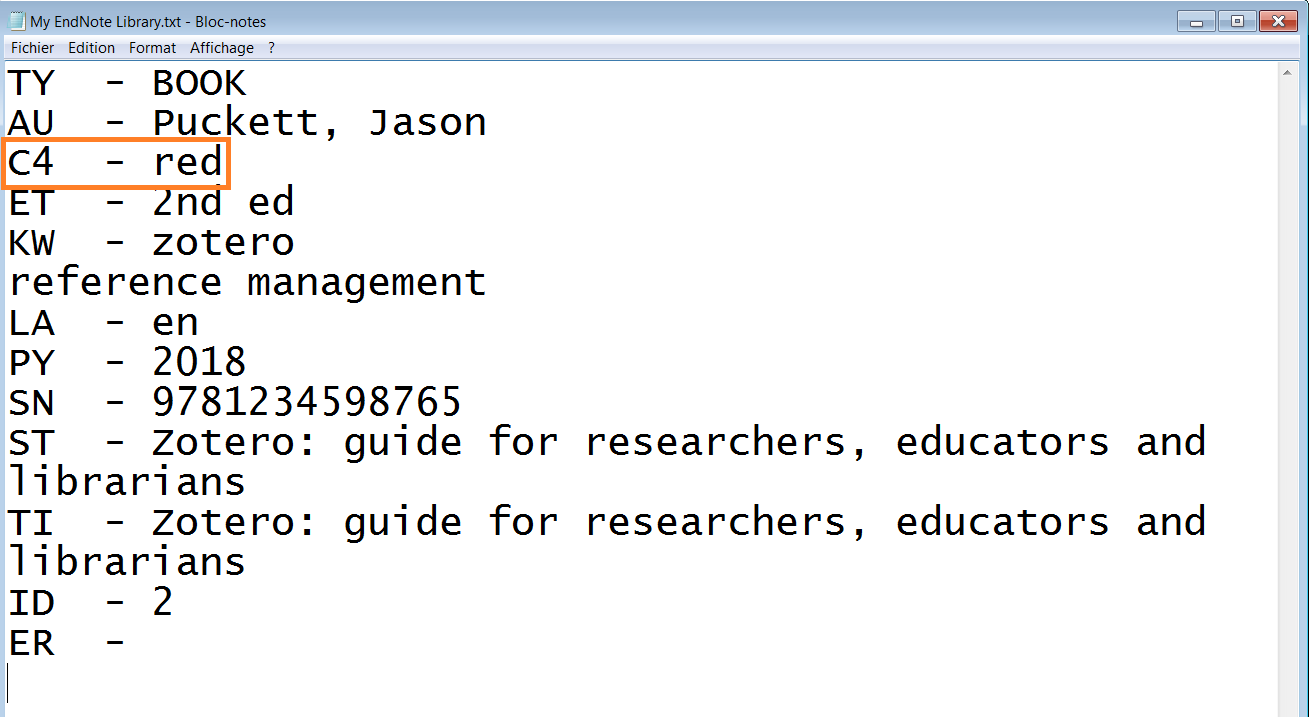 My EndNote Library.txt - Bloc-notes
Fichier Edition Format Affichage ?
TY - BOOK
AU - Puckett, Jason
C4 - red
ET - 2nd ed
KW - zotero
reference management
LA - en
PY - 2018
SN - 9781234598765
ST - Zotero: guide for researchers, educators and
librarians
TI - Zotero: guide for researchers, educators and
librarians
ID - 2
ER -